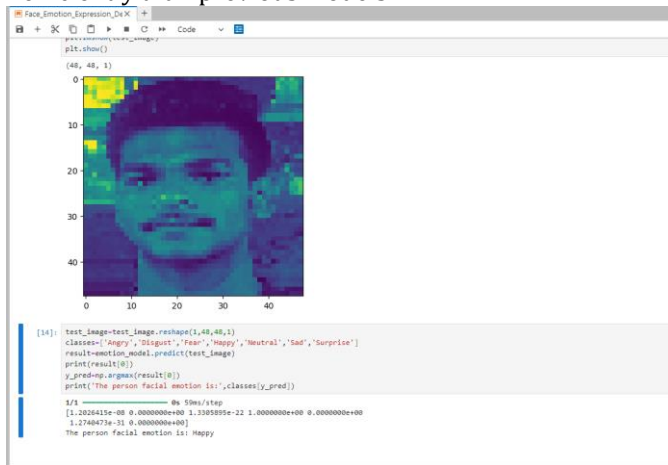 Face_Emotion_Expression_De
Code
plt.show()
(48, 48, 1)
0
10
20
30
40
0 10 20 30 40
[14]: test_image=test_image.reshape(1,48,48,1)
classes=['Angry','Disgust','Fear','Happy','Neutral','Sad','Surprise']
result=emotion_model.predict(test_image)
print(result[0])
y_pred=np.argmax(result[0])
print('The person facial emotion is:',classes[y_pred])
1/1 0s 59ms/step
[1.2026415e-08 0.0000000e+00 1.3305895e-22 1.0000000e+00 0.0000000e+00
1.2740473e-31 0.0000000e+00]
The person facial emotion is: Happy